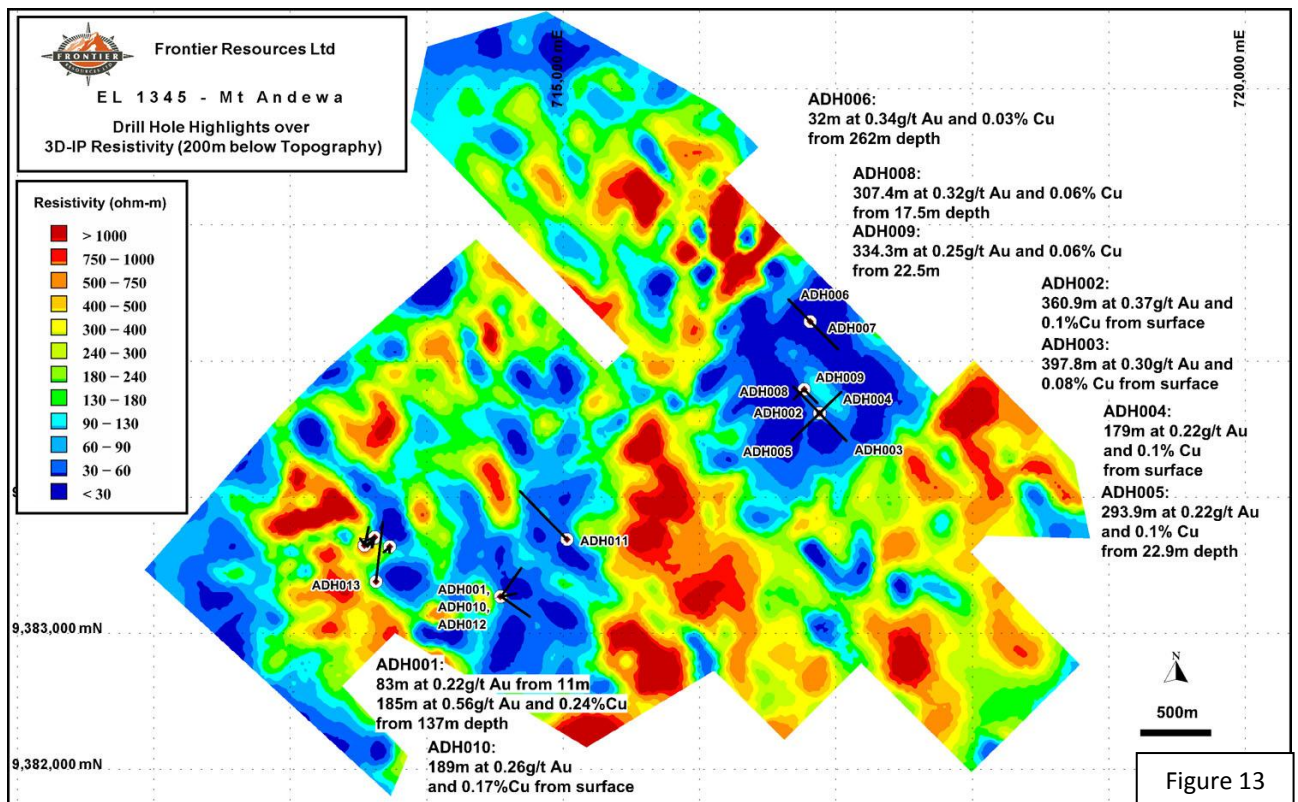 FRONTIER
RESOURCES LTD
Frontier Resources Ltd
EL 1345 - Mt Andewa
Drill Hole Highlights over
3D-IP Resistivity (200m below Topography)
715,000 mE
720,000 mE
Resistivity (ohm-m)
> 1000
750 – 1000
500 – 750
400 – 500
300 – 400
240 – 300
180 – 240
130 – 180
90 – 130
60 – 90
30 – 60
< 30
ADH006:
32m at 0.34g/t Au and 0.03% Cu
from 262m depth
ADH008:
307.4m at 0.32g/t Au and 0.06% Cu
from 17.5m depth
ADH009:
334.3m at 0.25g/t Au and 0.06% Cu
from 22.5m
ADH002:
360.9m at 0.37g/t Au and
0.1%Cu from surface
ADH003:
397.8m at 0.30g/t Au and
0.08% Cu from surface
ADH004:
179m at 0.22g/t Au
and 0.1% Cu
from surface
ADH005:
293.9m at 0.22g/t Au
and 0.1% Cu
from 22.9m depth
ADH006
ADH007
ADH009
ADH008
ADH004
ADH002
ADH005
ADH003
ADH011
ADH013
ADH001,
ADH010,
ADH012
9,383,000 mN
ADH001:
83m at 0.22g/t Au from 11m
185m at 0.56g/t Au and 0.24%Cu
from 137m depth
ADH010:
189m at 0.26g/t Au
and 0.17%Cu from surface
9,382,000 mN
N
500m
Figure 13